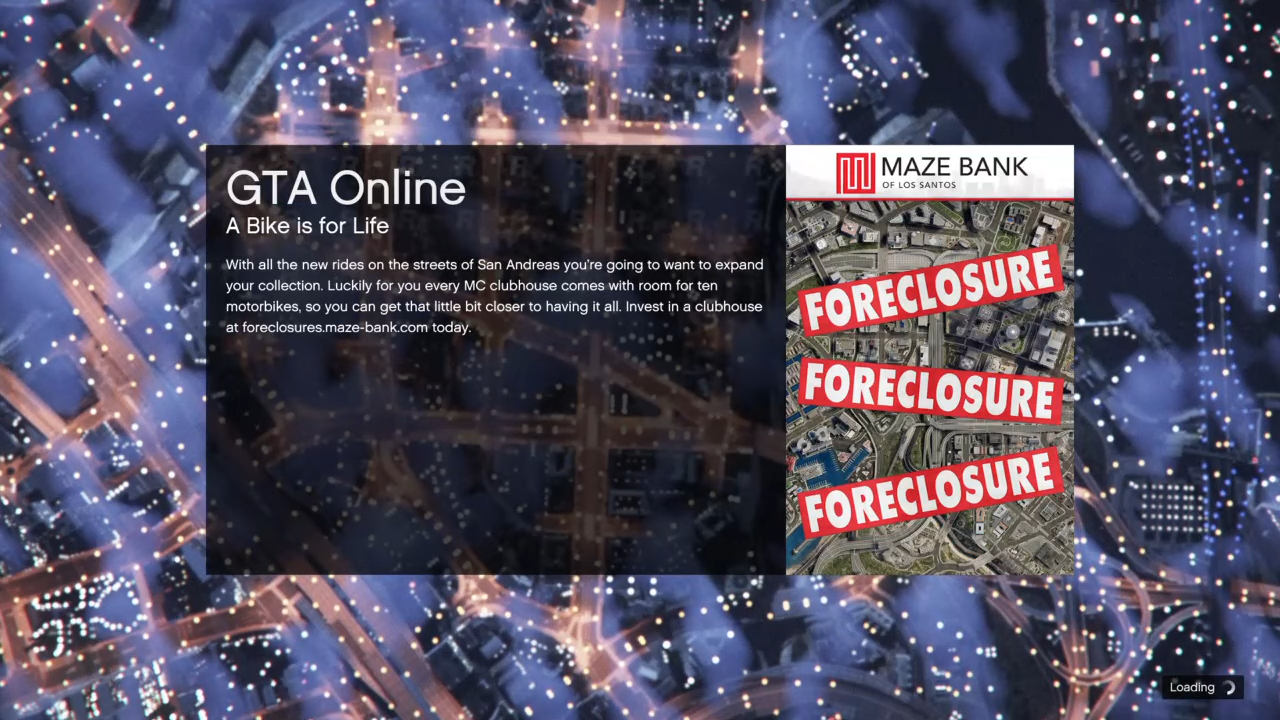 GTA Online
A Bike is for Life
With all the new rides on the streets of San Andreas you're going to want to expand
your collection. Luckily for you every MC clubhouse comes with room for ten
motorbikes, so you can get that little bit closer to having it all. Invest in a clubhouse
at foreclosures.maze-bank.com today.
MAZE BANK
OF LOS SANTOS
FORECLOSURE
FORECLOSURE
FORECLOSURE
Loading